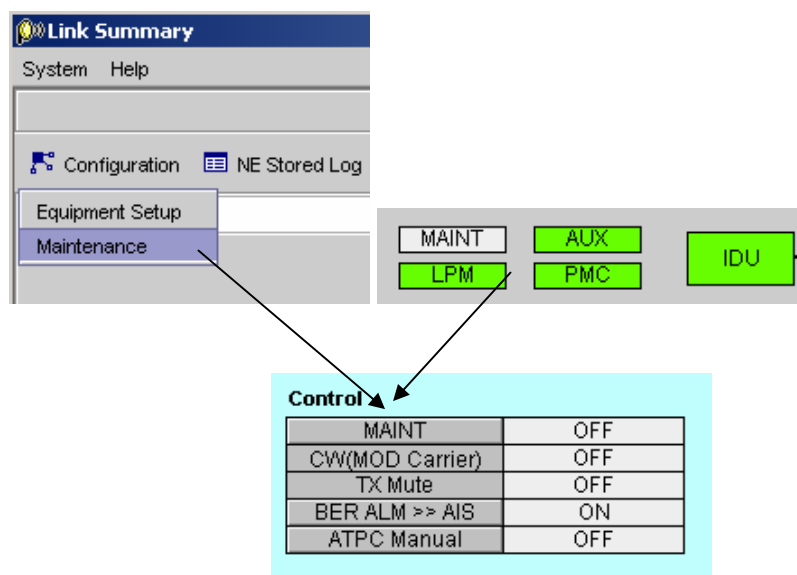 Link Summary
System Help
Configuration NE Stored Log
Equipment Setup
Maintenance
MAINT AUX
LPM PMC
IDU
Control
MAINT OFF
CW(MOD Carrier) OFF
TX Mute OFF
BER ALM >> AIS ON
ATPC Manual OFF